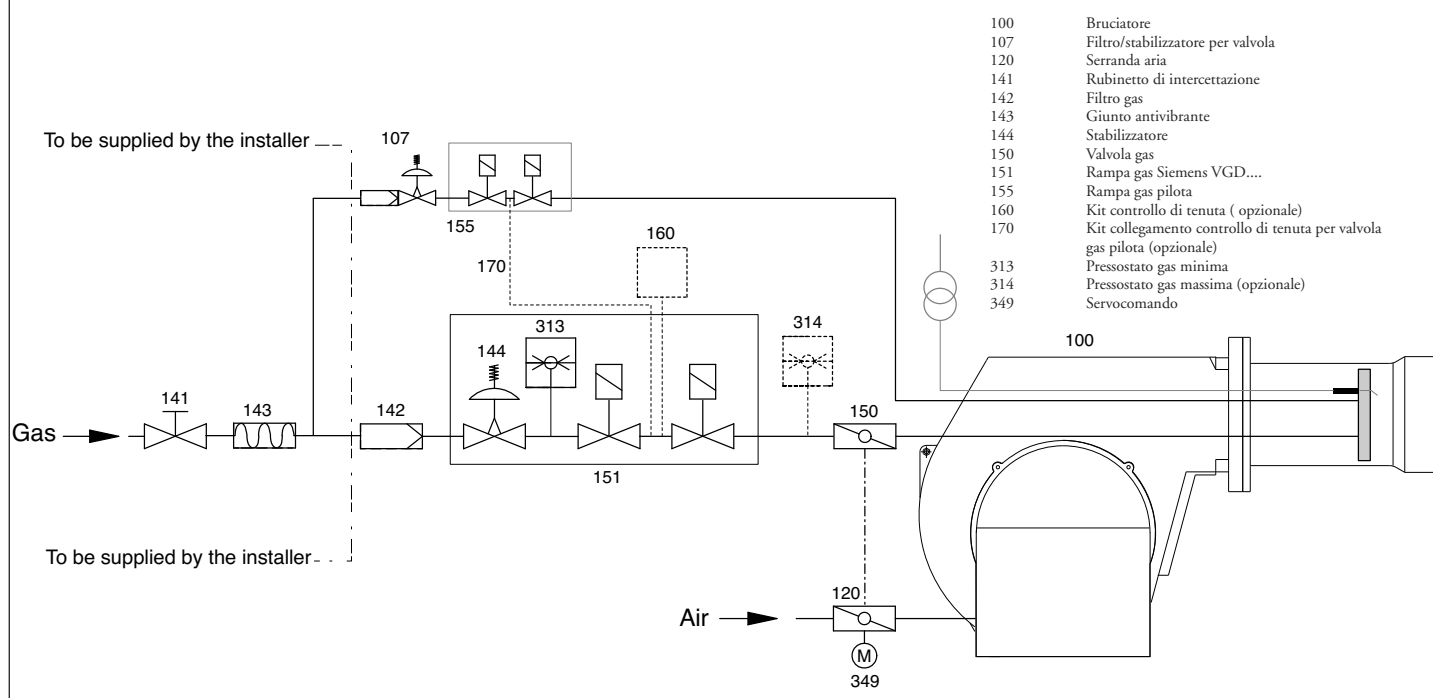 100 Bruciatore
107 Filtro/stabilizzatore per valvola
120 Serranda aria
141 Rubinetto di intercettazione
142 Filtro gas
143 Giunto antivibrante
144 Stabilizzatore
150 Valvola gas
151 Rampa gas Siemens VGD....
155 Rampa gas pilota
160 Kit controllo di tenuta ( opzionale)
170 Kit collegamento controllo di tenuta per valvola
gas pilota (opzionale)
313 Pressostato gas minima
314 Pressostato gas massima (opzionale)
349 Servocomando
To be supplied by the installer
107
155
160
170
313
314
100
144
141
143
142
150
Gas
151
To be supplied by the installer
120
Air
M
349